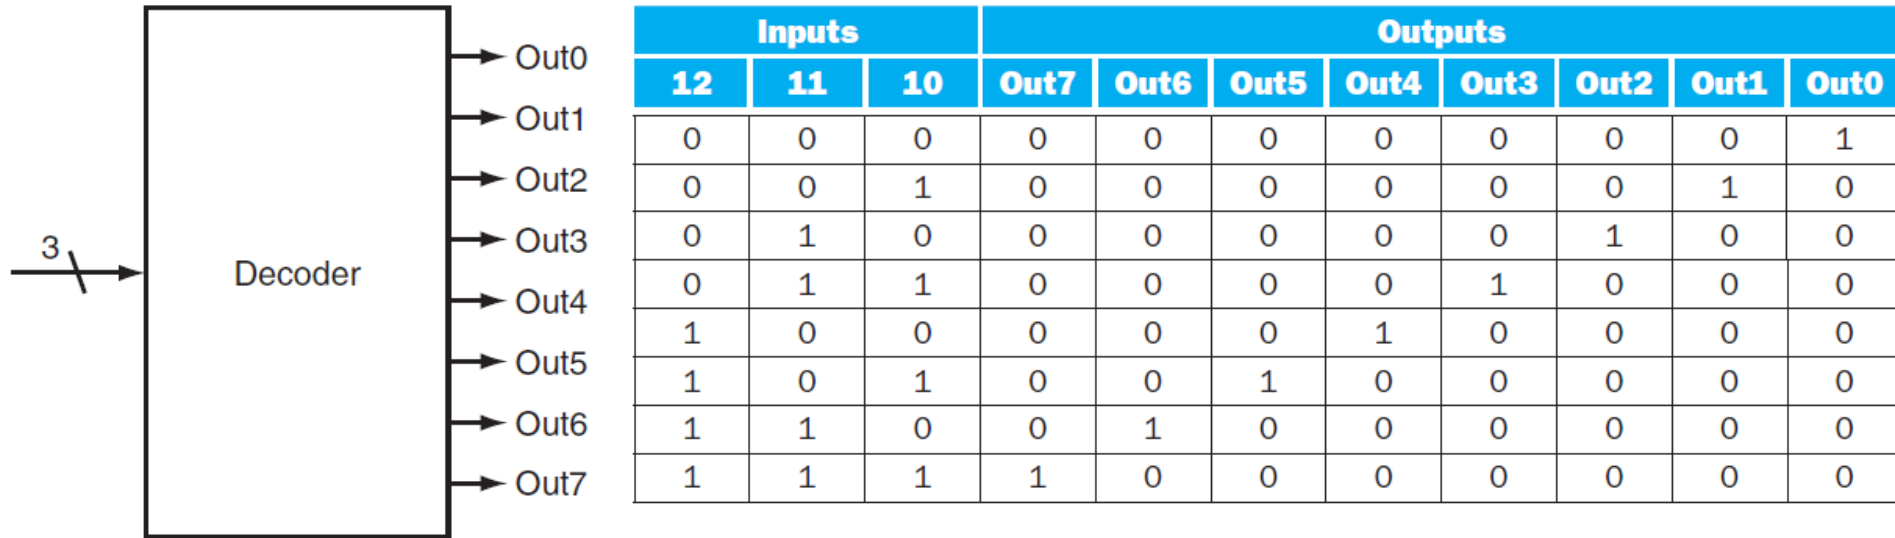 Out0
Out1
Out2
3
Out3
Decoder
Out4
Out5
Out6
Out7
Inputs Outputs
12 11 10 Out7 Out6 Out5 Out4 Out3 Out2 Out1 Out0
0 0 0 0 0 0 0 0 0 0 1
0 0 1 0 0 0 0 0 0 1 0
0 1 0 0 0 0 0 0 1 0 0
0 1 1 0 0 0 0 1 0 0 0
1 0 0 0 0 0 1 0 0 0 0
1 0 1 0 0 1 0 0 0 0 0
1 1 0 0 1 0 0 0 0 0 0
1 1 1 1 0 0 0 0 0 0 0